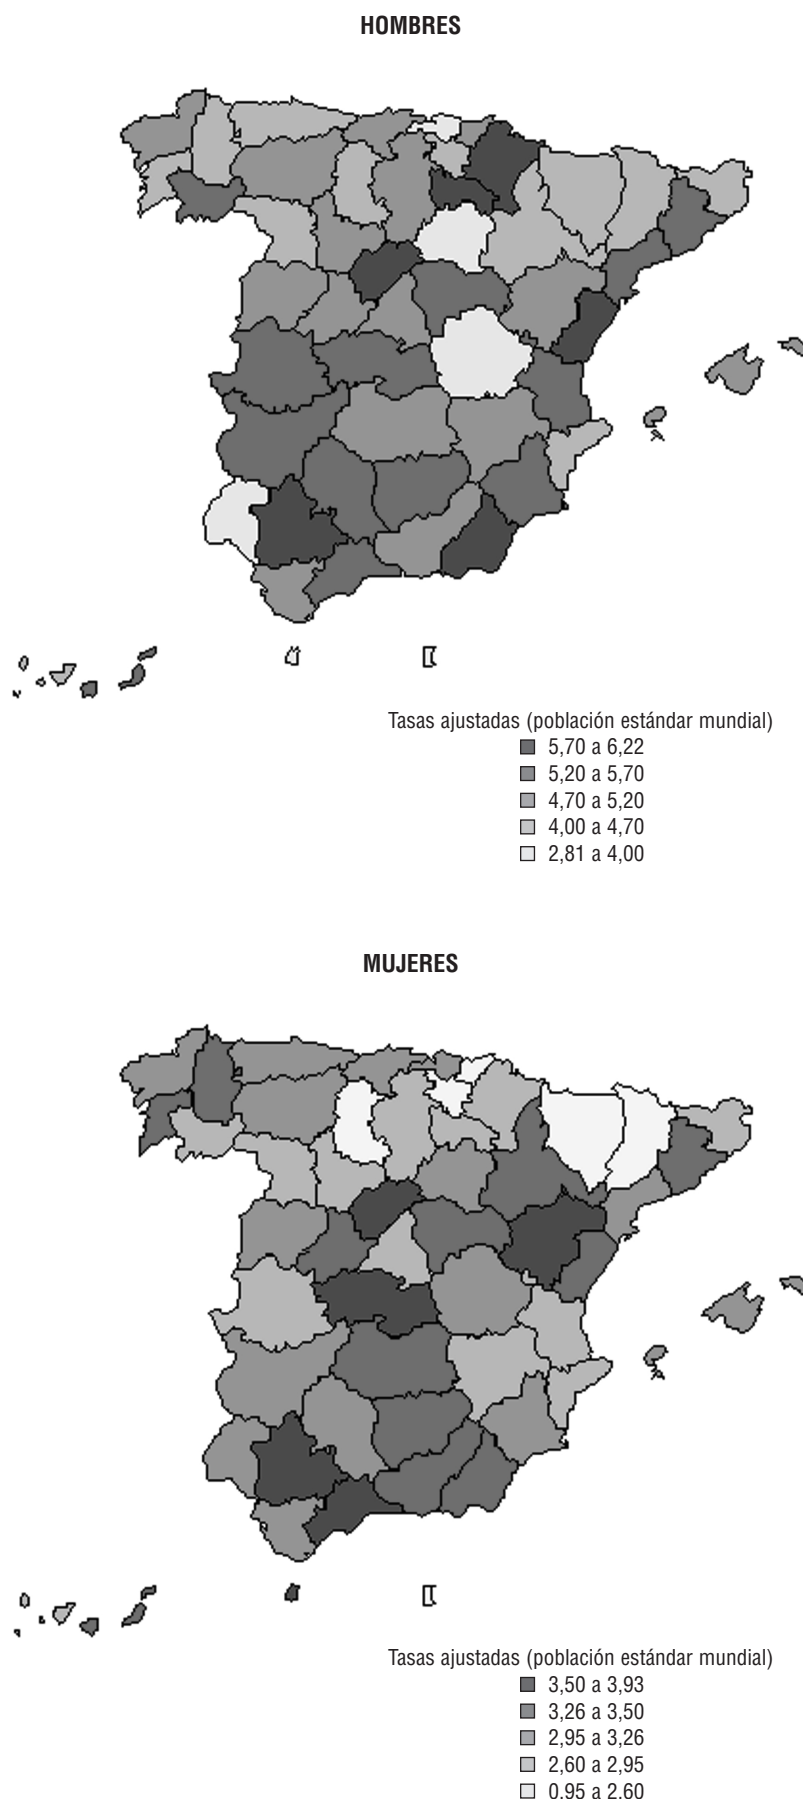 HOMBRES
Tasas ajustadas (población estándar mundial)
5,70 a 6,22
5,20 a 5,70
4,70 a 5,20
4,00 a 4,70
2,81 a 4,00
MUJERES
Tasas ajustadas (población estándar mundial)
3,50 a 3,93
3,26 a 3,50
2,95 a 3,26
2,60 a 2,95
0,95 a 2,60